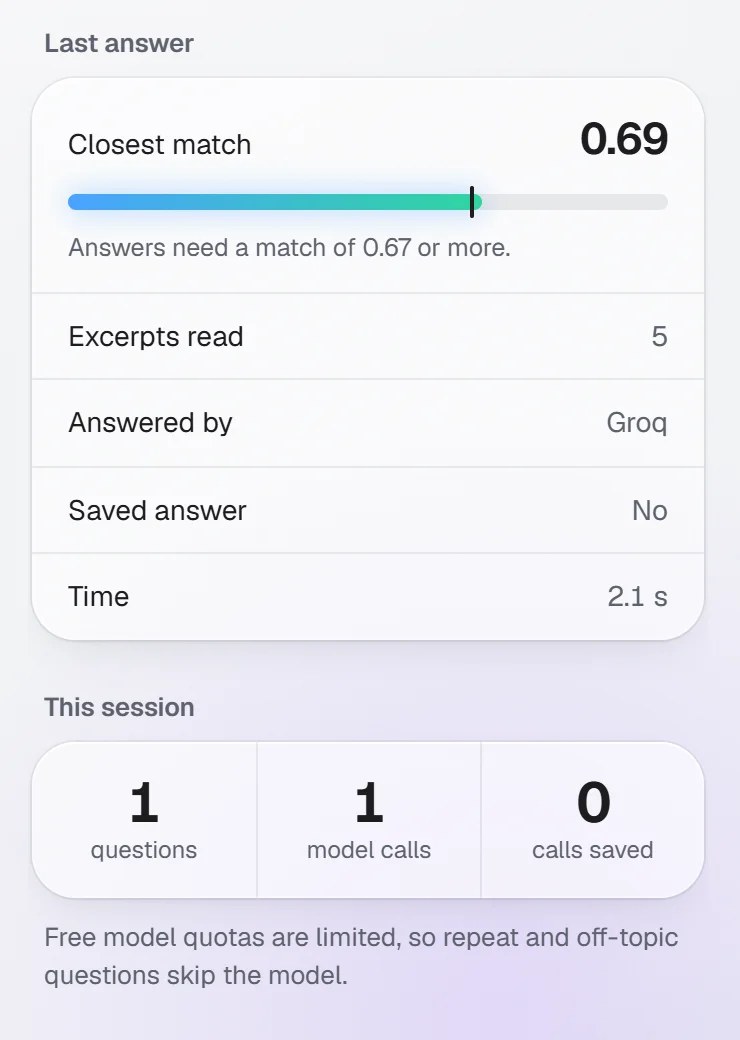 Last answer
Closest match 0.69
Answers need a match of 0.67 or more.
Excerpts read 5
Answered by Groq
Saved answer No
Time 2.1 s
This session
1 1 0
questions model calls calls saved
Free model quotas are limited, so repeat and off-topic
questions skip the model.